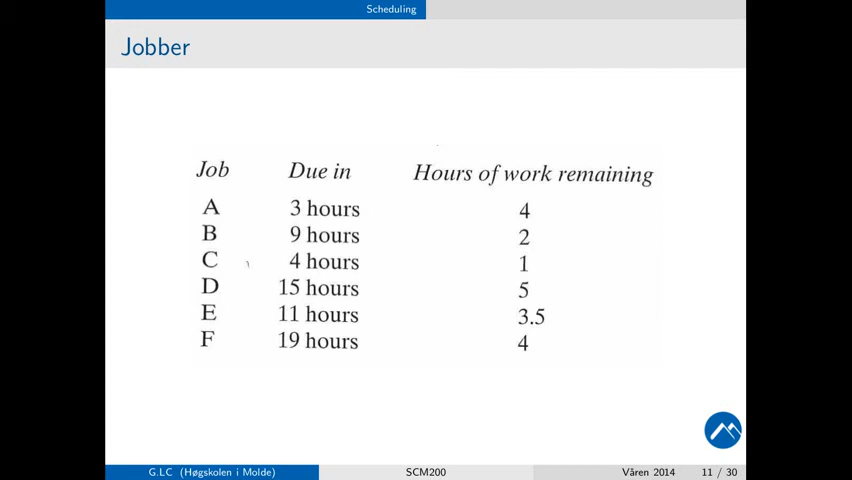 Scheduling
Jobber
Job Due in Hours of work remaining
A 3 hours 4
B 9 hours 2
C 4 hours 1
D 15 hours 5
E 11 hours 3.5
F 19 hours 4
G.LC (Høgskolen i Molde) SCM200 Våren 2014 11 / 30